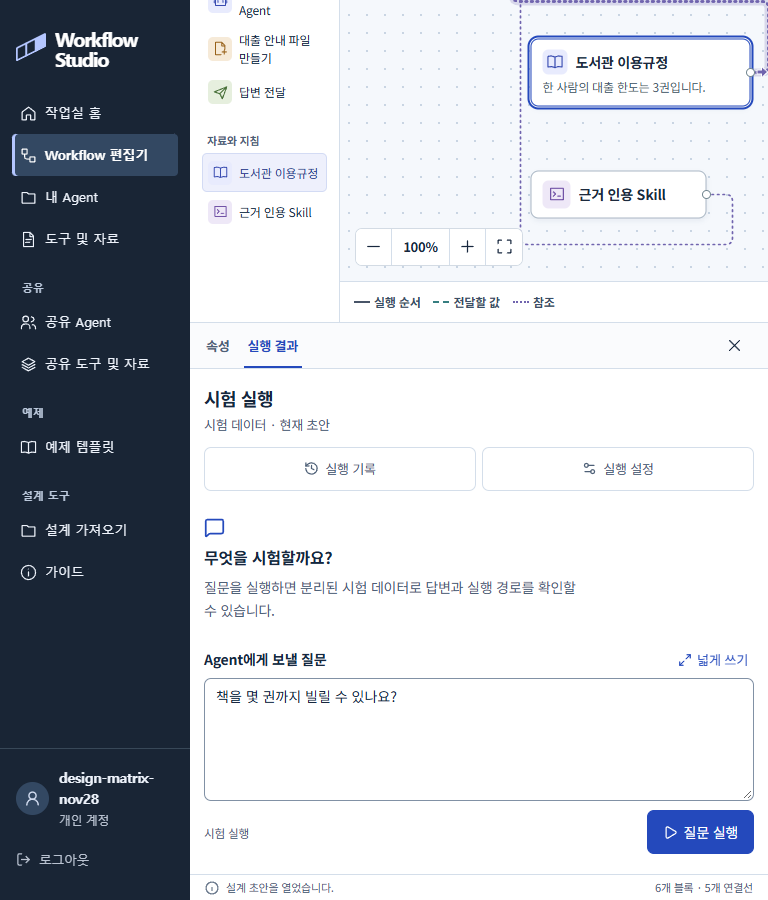 Workflow
Studio
작업실 홈
Workflow 편집기
내 Agent
도구 및 자료
공유
공유 Agent
공유 도구 및 자료
예제
예제 템플릿
설계 도구
설계 가져오기
가이드
design-matrix-
nov28
개인 계정
로그아웃
Agent
대출 안내 파일
만들기
답변 전달
자료와 지침
도서관 이용규정
근거 인용 Skill
도서관 이용규정
한 사람의 대출 한도는 3권입니다.
근거 인용 Skill
100%
실행 순서
전달할 값
참조
속성
실행 결과
시험 실행
시험 데이터 · 현재 초안
실행 기록
실행 설정
무엇을 시험할까요?
질문을 실행하면 분리된 시험 데이터로 답변과 실행 경로를 확인할
수 있습니다.
Agent에게 보낼 질문
넓게 쓰기
책을 몇 권까지 빌릴 수 있나요?
시험 실행
질문 실행
설계 초안을 열었습니다.
6개 블록 · 5개 연결선